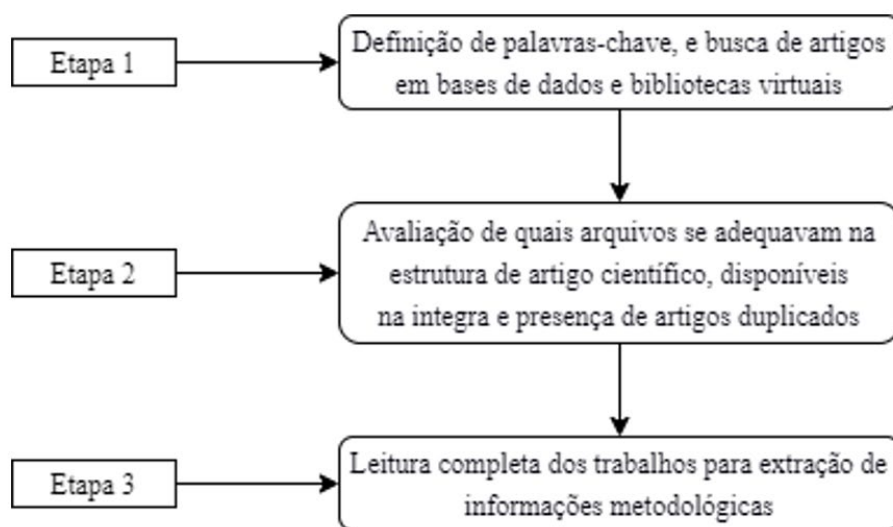 Etapa 1
Definição de palavras-chave, e busca de artigos
em bases de dados e bibliotecas virtuais
Etapa 2
Avaliação de quais arquivos se adequavam na
estrutura de artigo científico, disponíveis
na integra e presença de artigos duplicados
Etapa 3
Leitura completa dos trabalhos para extração de
informações metodológicas